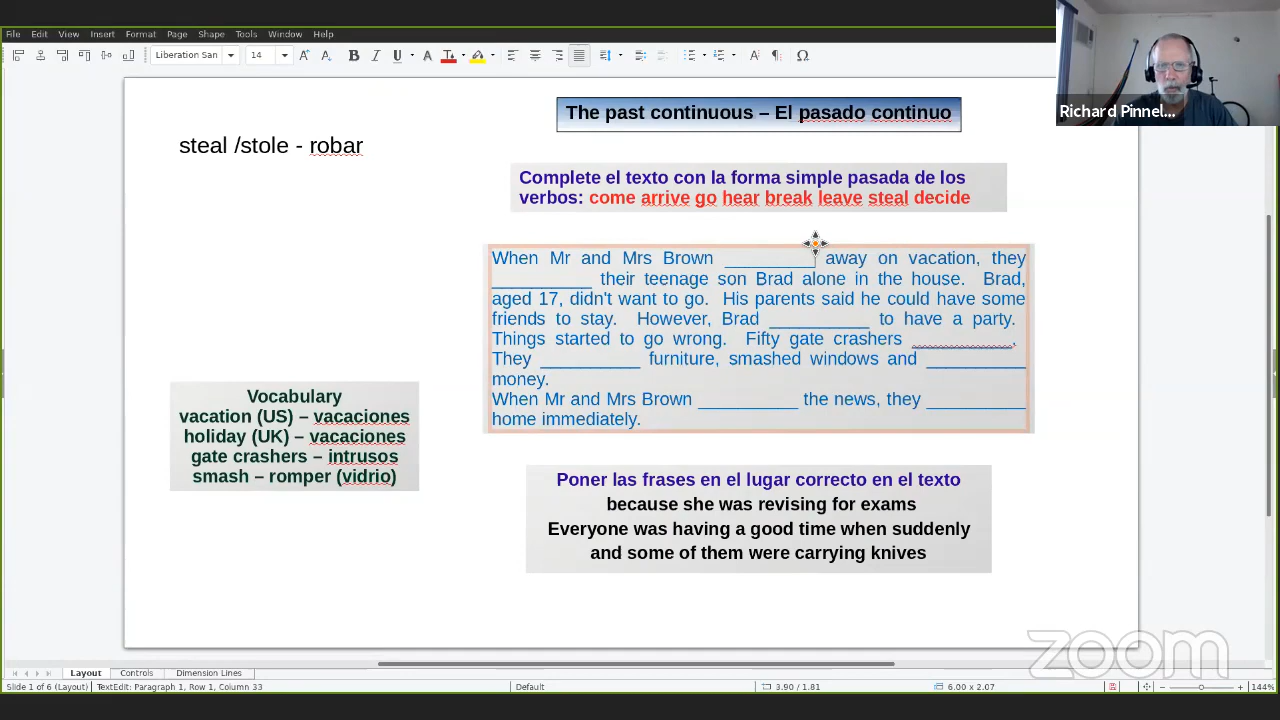 File Edit View Insert Format Page Shape Tools Window Help
Liberation San 14
The past continuous – El pasado continuo
Richard Pinnel...
steal /stole - robar
Complete el texto con la forma simple pasada de los
verbos: come arrive go hear break leave steal decide
When Mr and Mrs Brown _________ away on vacation, they
__________ their teenage son Brad alone in the house. Brad,
aged 17, didn't want to go. His parents said he could have some
friends to stay. However, Brad __________ to have a party.
Things started to go wrong. Fifty gate crashers __________.
They __________ furniture, smashed windows and __________
money.
When Mr and Mrs Brown __________ the news, they __________
home immediately.
Vocabulary
vacation (US) – vacaciones
holiday (UK) – vacaciones
gate crashers – intrusos
smash – romper (vidrio)
Poner las frases en el lugar correcto en el texto
because she was revising for exams
Everyone was having a good time when suddenly
and some of them were carrying knives
zoom
Layout Controls Dimension Lines
Slide 1 of 6 (Layout) TextEdit: Paragraph 1, Row 1, Column 33 Default 3.90 / 1.81 6.00 x 2.07 144%